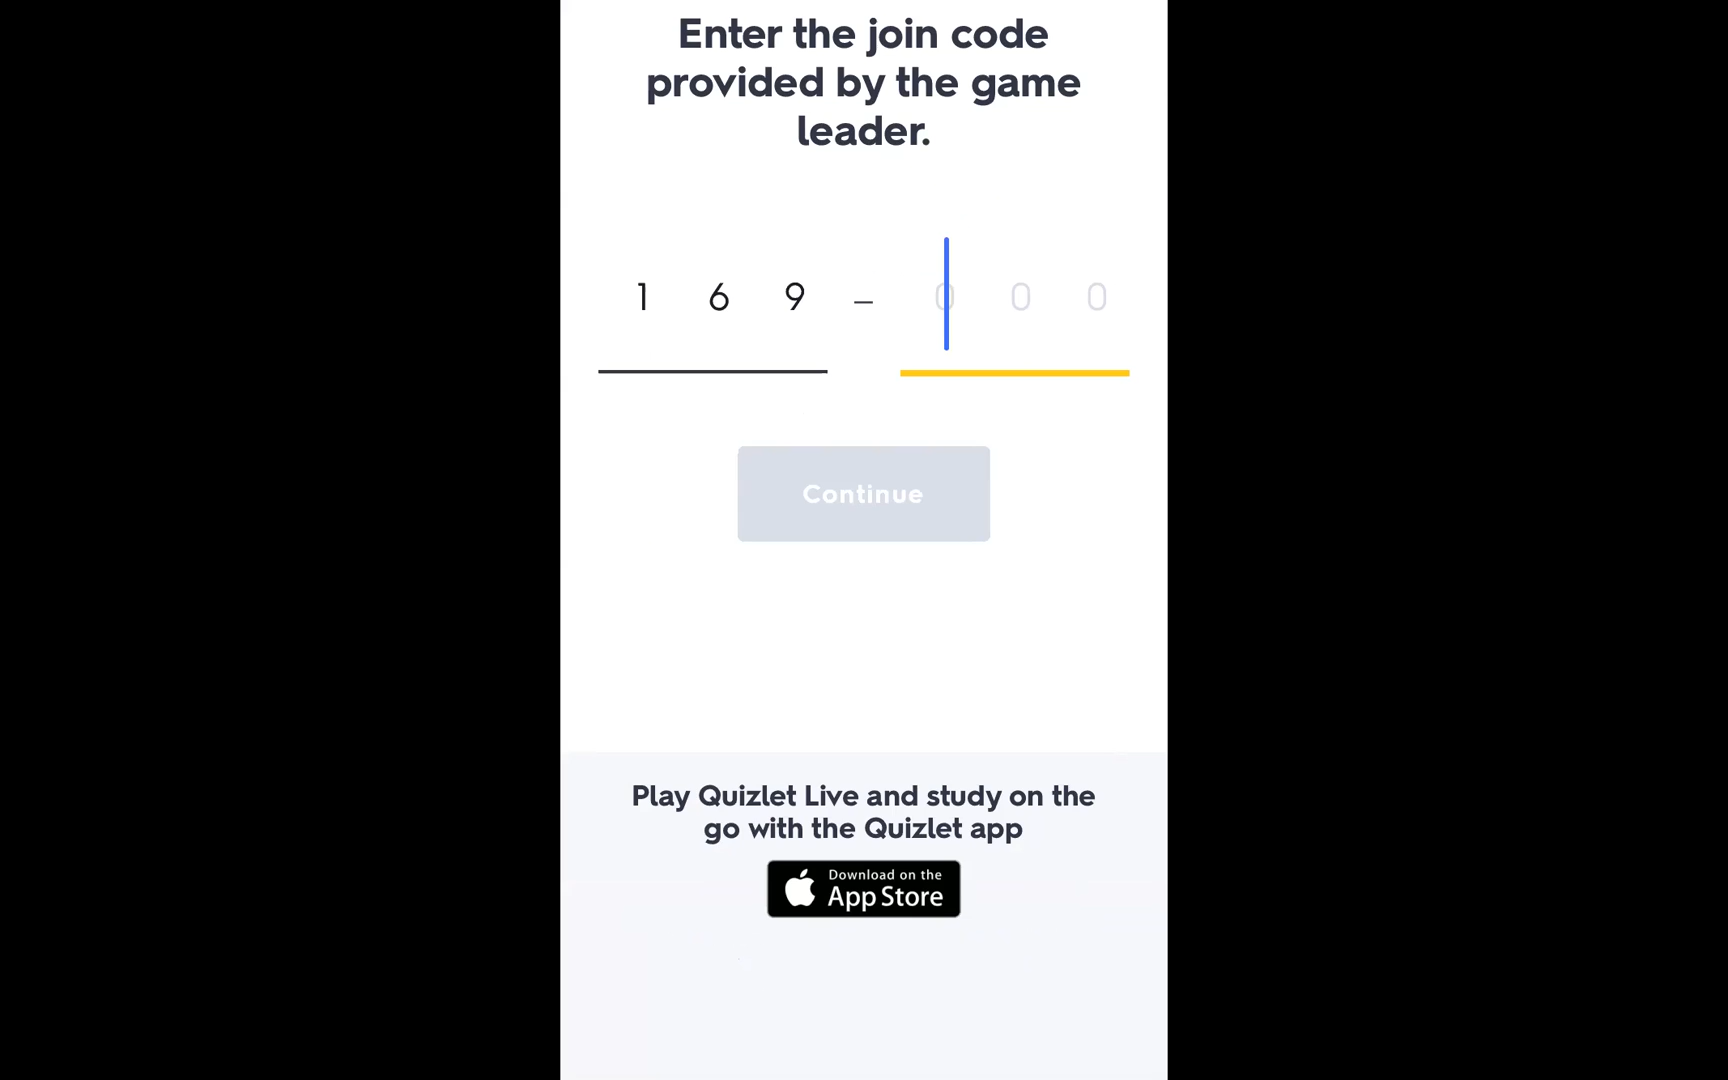 Enter the join code
provided by the game
leader.
1 6 9 – 0 0 0
Continue
Play Quizlet Live and study on the
go with the Quizlet app
Download on the
App Store